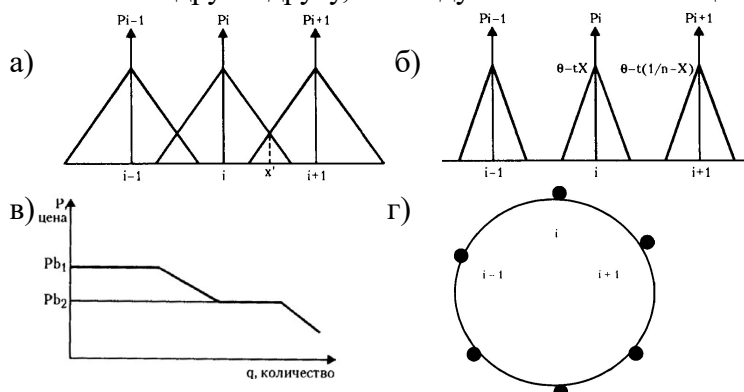 Pi-1 Pi Pi+1
а)
i-1 i x' i+1
Pi-1 Pi Pi+1
б)
θ-tX θ-t(1/n-X)
i-1 i i+1
в)
P,
цена
Pb1
Pb2
q, количество
г)
i
i-1 i+1